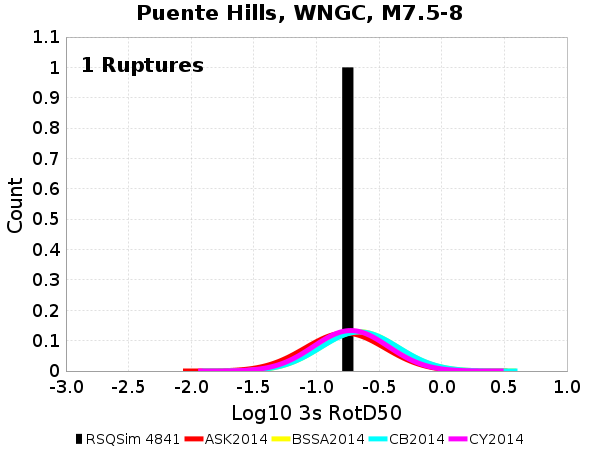 Puente Hills, WNGC, M7.5-8
1.1
1 Ruptures
1
0.9
0.8
0.7
0.6
0.5
0.4
0.3
0.2
0.1
0
Count
-3.0 -2.5 -2.0 -1.5 -1.0 -0.5 0.0 0.5 1.0
Log10 3s RotD50
RSQSim 4841 ASK2014 BSSA2014 CB2014 CY2014